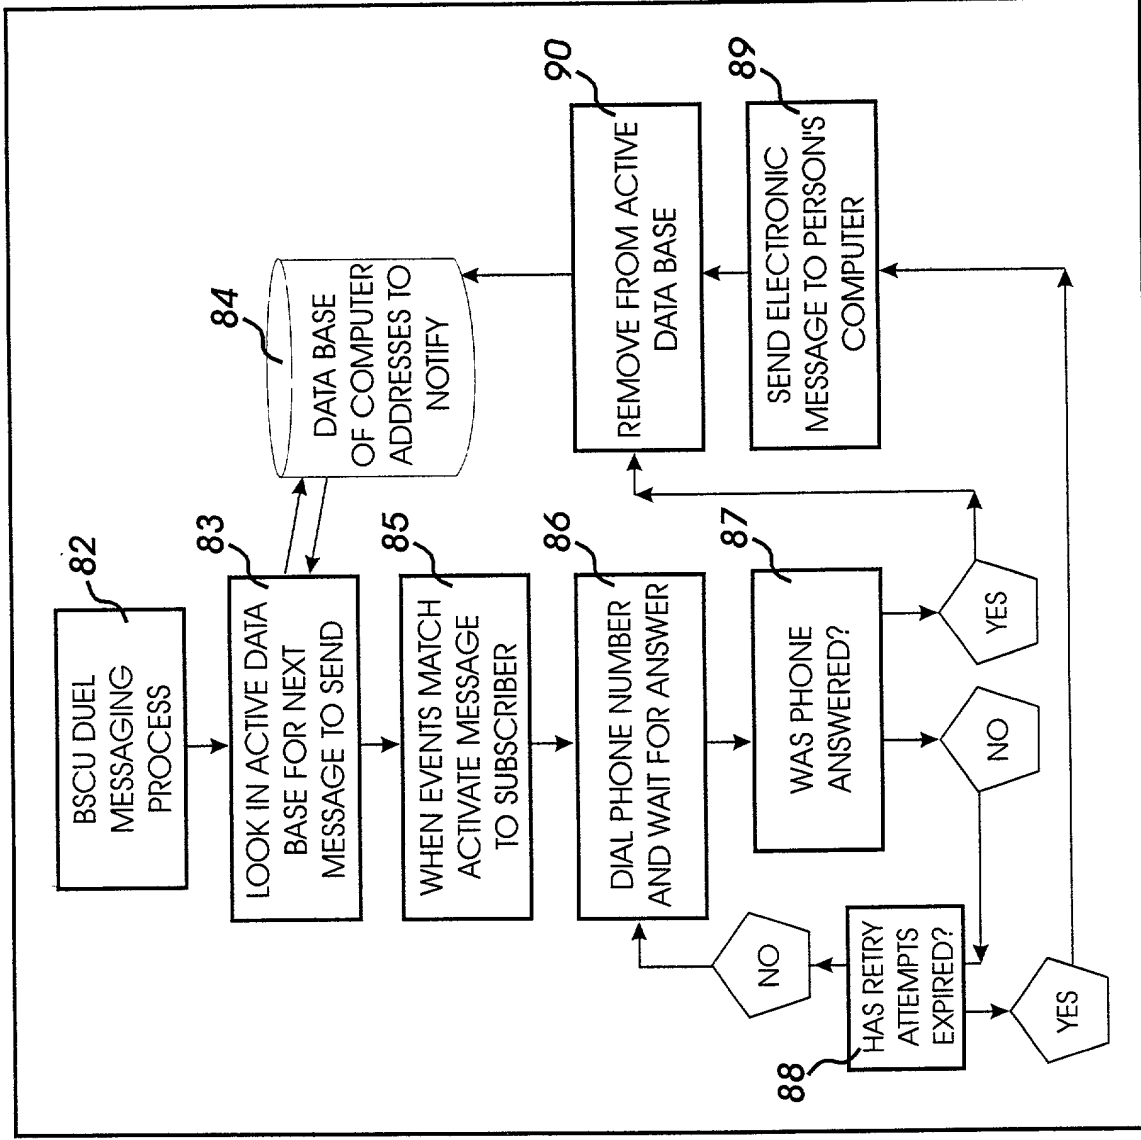 82
BSCU DUEL
MESSAGING
PROCESS
83
LOOK IN ACTIVE DATA
BASE FOR NEXT
MESSAGE TO SEND
84
DATA BASE
OF COMPUTER
ADDRESSES TO
NOTIFY
85
WHEN EVENTS MATCH
ACTIVATE MESSAGE
TO SUBSCRIBER
86
DIAL PHONE NUMBER
AND WAIT FOR ANSWER
87
WAS PHONE
ANSWERED?
NO
YES
88
HAS RETRY
ATTEMPTS
EXPIRED?
NO
YES
89
SEND ELECTRONIC
MESSAGE TO PERSON'S
COMPUTER
90
REMOVE FROM ACTIVE
DATA BASE